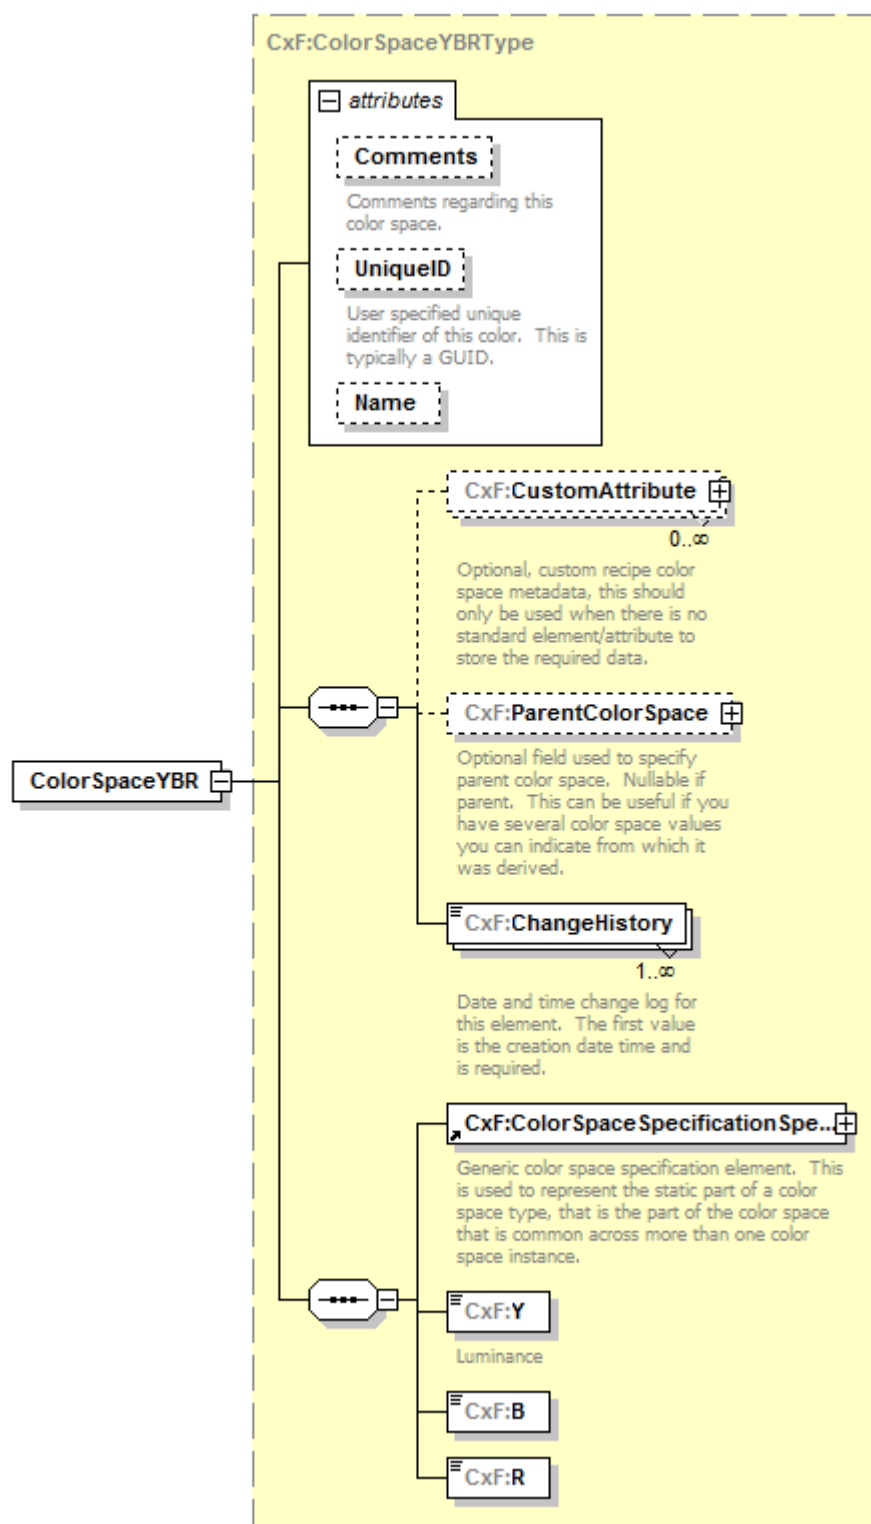 CxF:ColorSpaceYBRType
attributes
Comments
Comments regarding this
color space.
UniqueID
User specified unique
identifier of this color.  This is
typically a GUID.
Name
CxF:CustomAttribute
0..∞
Optional, custom recipe color
space metadata, this should
only be used when there is no
standard element/attribute to
store the required data.
CxF:ParentColorSpace
Optional field used to specify
parent color space.  Nullable if
parent.  This can be useful if you
have several color space values
you can indicate from which it
was derived.
ColorSpaceYBR
CxF:ChangeHistory
1..∞
Date and time change log for
this element.  The first value
is the creation date time and
is required.
CxF:ColorSpaceSpecificationSpe...
Generic color space specification element.  This
is used to represent the static part of a color
space type, that is the part of the color space
that is common across more than one color
space instance.
CxF:Y
Luminance
CxF:B
CxF:R